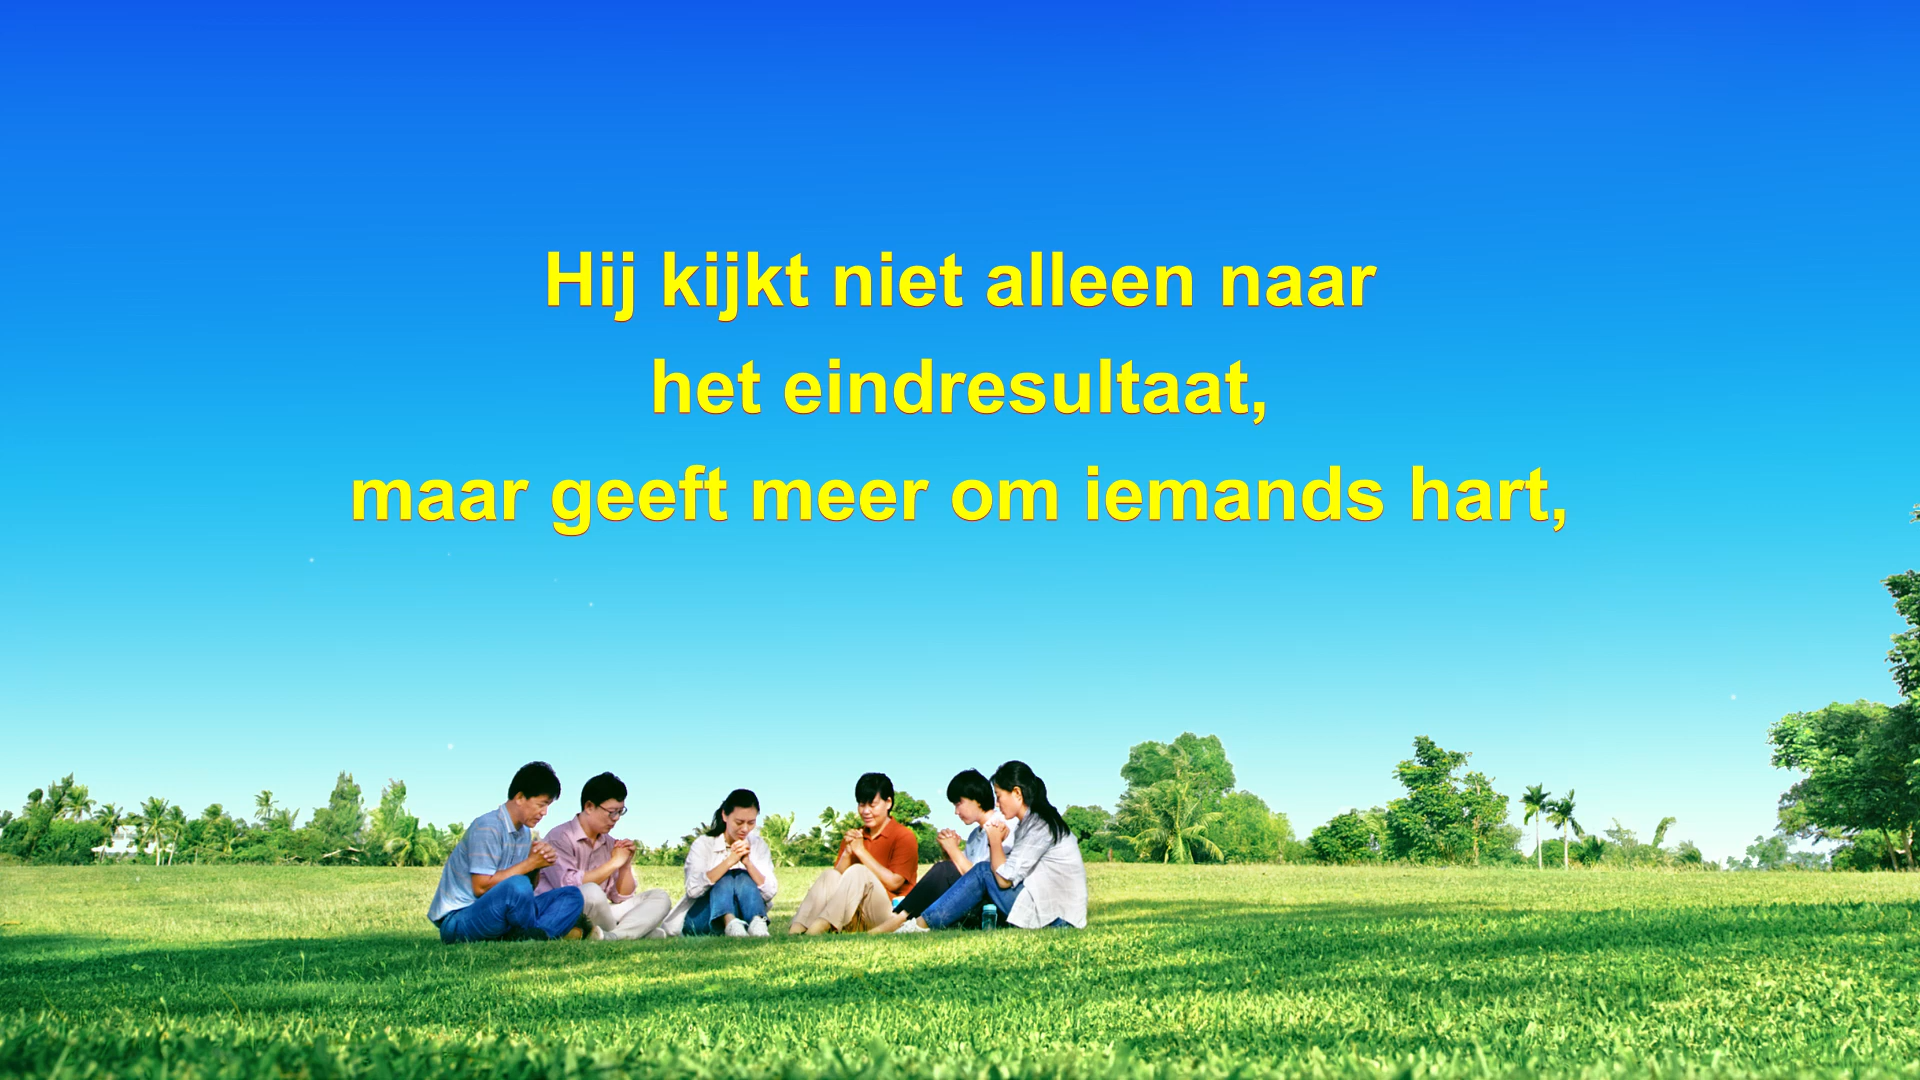 Hij kijkt niet alleen naar
het eindresultaat,
maar geeft meer om iemands hart,